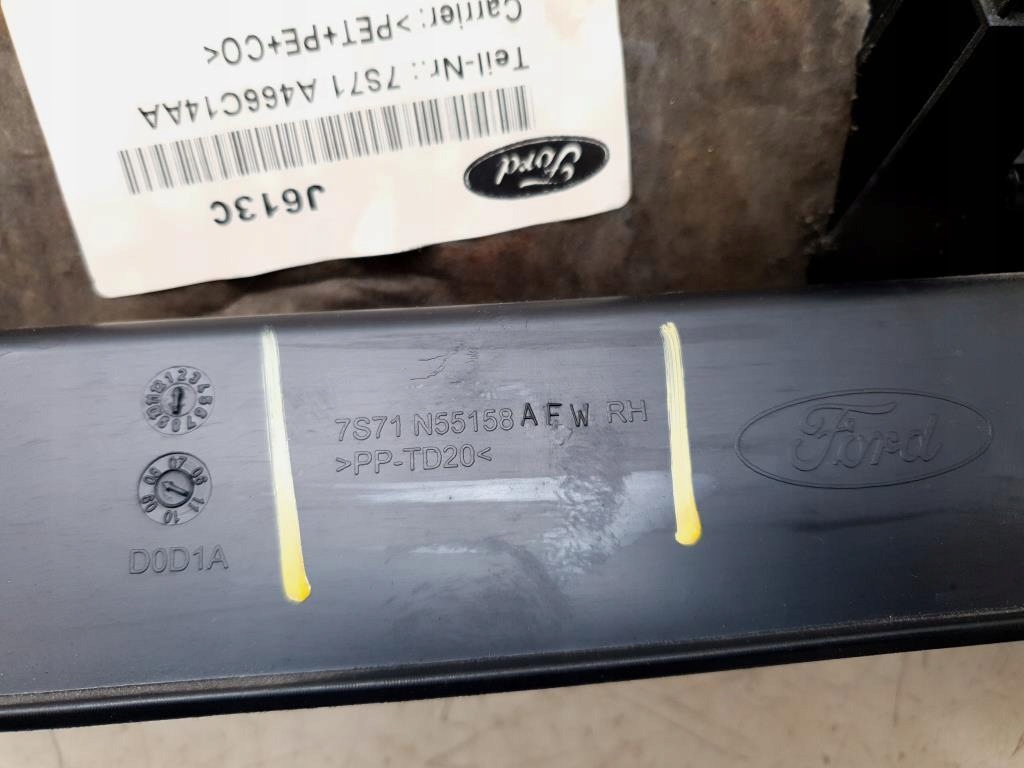 Ford
J613C
Teil-Nr.: 7S71 A466C14AA
Carrier: >PET+PE+CO<
7S71 N55158 AFW RH
>PP-TD20<
Ford
D0D1A